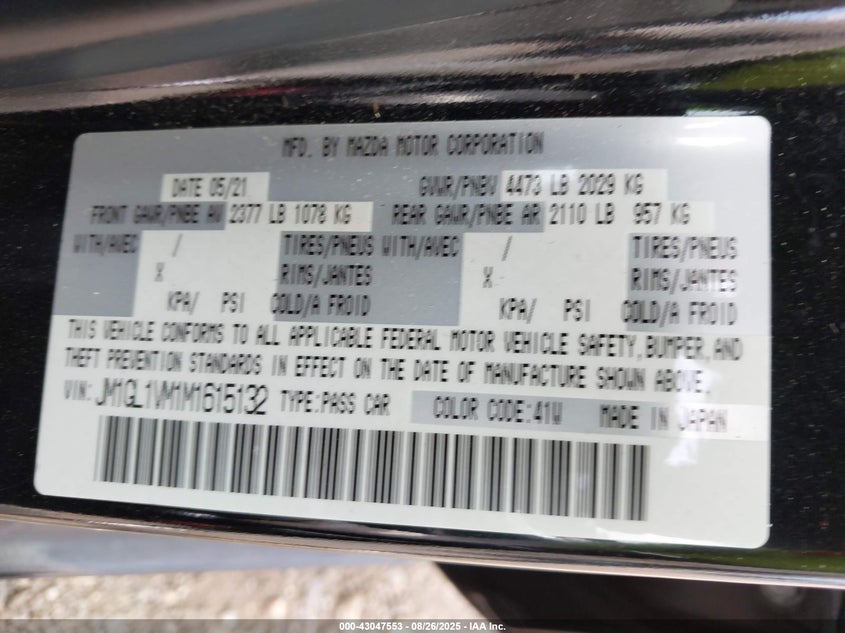 MFD. BY MAZDA MOTOR CORPORATION
DATE 05/21 GVWR/PNBV 4473 LB 2029 KG
FRONT GAWR/PNBE AV 2377 LB 1078 KG REAR GAWR/PNBE AR 2110 LB 957 KG
WITH/AVEC / TIRES/PNEUS WITH/AVEC / TIRES/PNEUS
X RIMS/JANTES X RIMS/JANTES
KPA/ PSI COLD/A FROID KPA/ PSI COLD/A FROID
THIS VEHICLE CONFORMS TO ALL APPLICABLE FEDERAL MOTOR VEHICLE SAFETY,BUMPER,AND
THEFT PREVENTION STANDARDS IN EFFECT ON THE DATE OF MANUFACTURE SHOWN ABOVE.
VIN: JM1GL1VM1M1615132 TYPE:PASS CAR COLOR CODE:41W MADE IN JAPAN
000-43047553 — 08/26/2025 — IAA Inc.